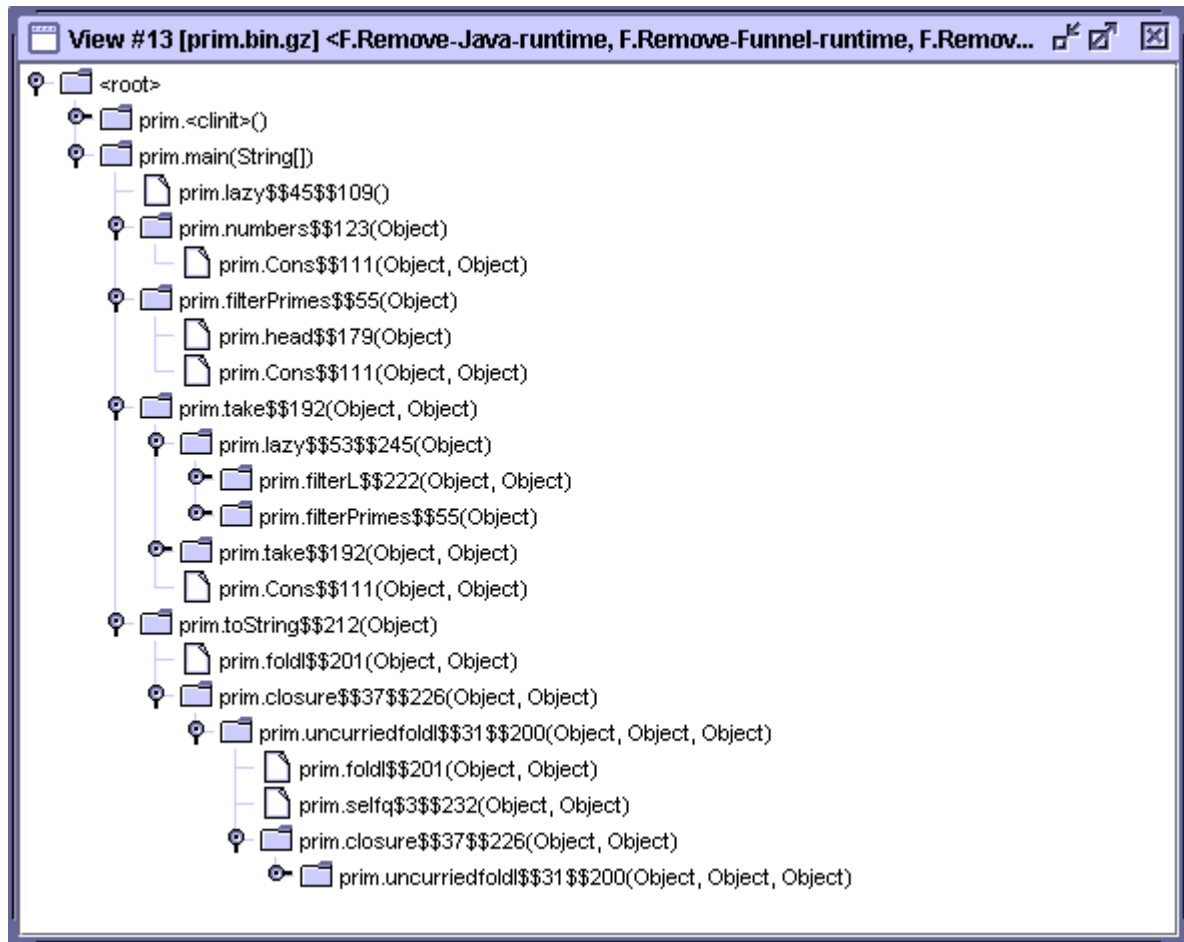 View #13 [prim.bin.gz] <F.Remove-Java-runtime, F.Remove-Funnel-runtime, F.Remov...
<root>
prim.<clinit>()
prim.main(String[])
prim.lazy$$45$$109()
prim.numbers$$123(Object)
prim.Cons$$111(Object, Object)
prim.filterPrimes$$55(Object)
prim.head$$179(Object)
prim.Cons$$111(Object, Object)
prim.take$$192(Object, Object)
prim.lazy$$53$$245(Object)
prim.filterL$$222(Object, Object)
prim.filterPrimes$$55(Object)
prim.take$$192(Object, Object)
prim.Cons$$111(Object, Object)
prim.toString$$212(Object)
prim.foldl$$201(Object, Object)
prim.closure$$37$$226(Object, Object)
prim.uncurriedfoldl$$31$$200(Object, Object, Object)
prim.foldl$$201(Object, Object)
prim.selfq$3$$232(Object, Object)
prim.closure$$37$$226(Object, Object)
prim.uncurriedfoldl$$31$$200(Object, Object, Object)